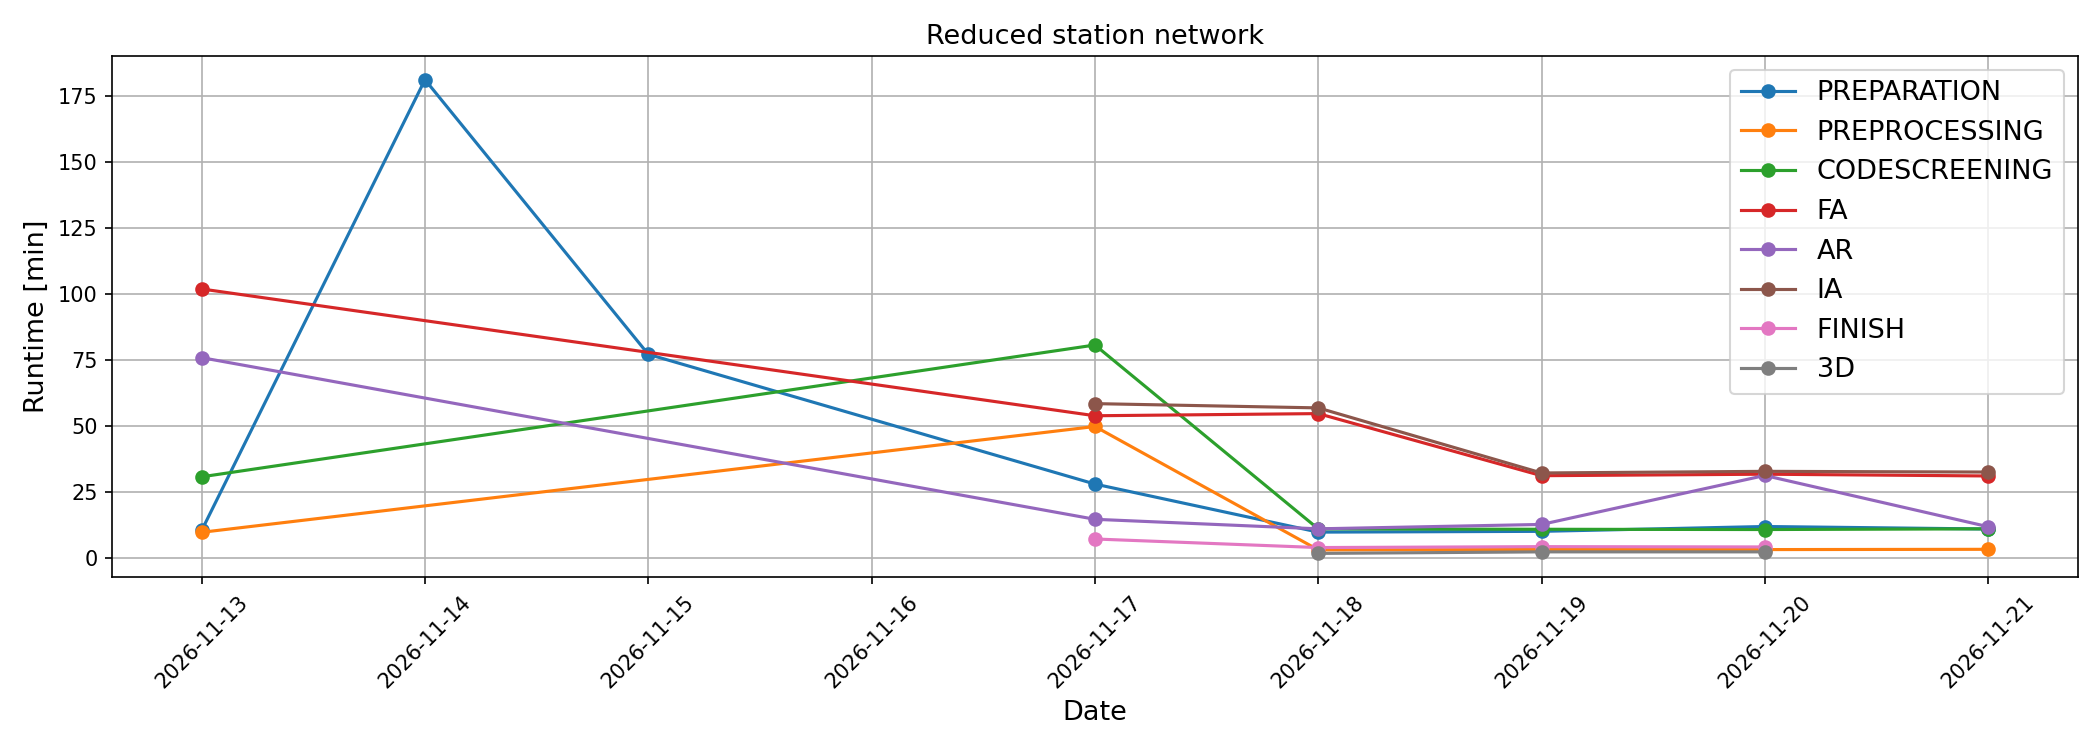 Reduced station network
Runtime [min]
175
150
125
100
75
50
25
0
PREPARATION
PREPROCESSING
CODESCREENING
FA
AR
IA
FINISH
3D
2026-11-13
2026-11-14
2026-11-15
2026-11-16
2026-11-17
2026-11-18
2026-11-19
2026-11-20
2026-11-21
Date